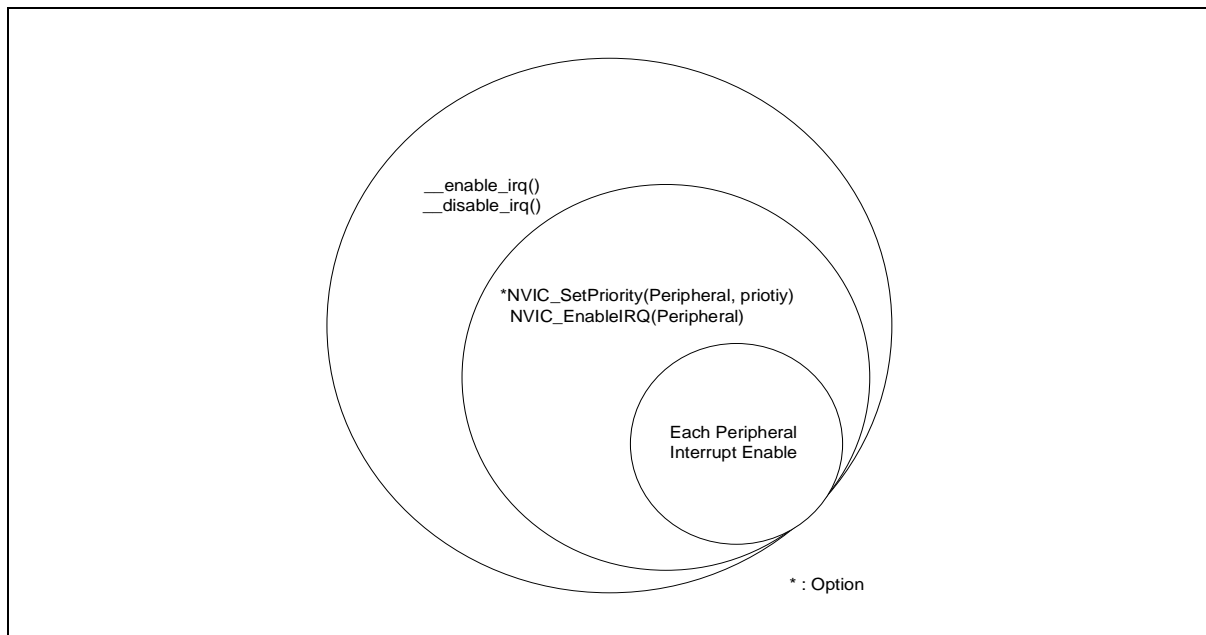 __enable_irq()
__disable_irq()
*NVIC_SetPriority(Peripheral, priotiy)
NVIC_EnableIRQ(Peripheral)
Each Peripheral
Interrupt Enable
* : Option